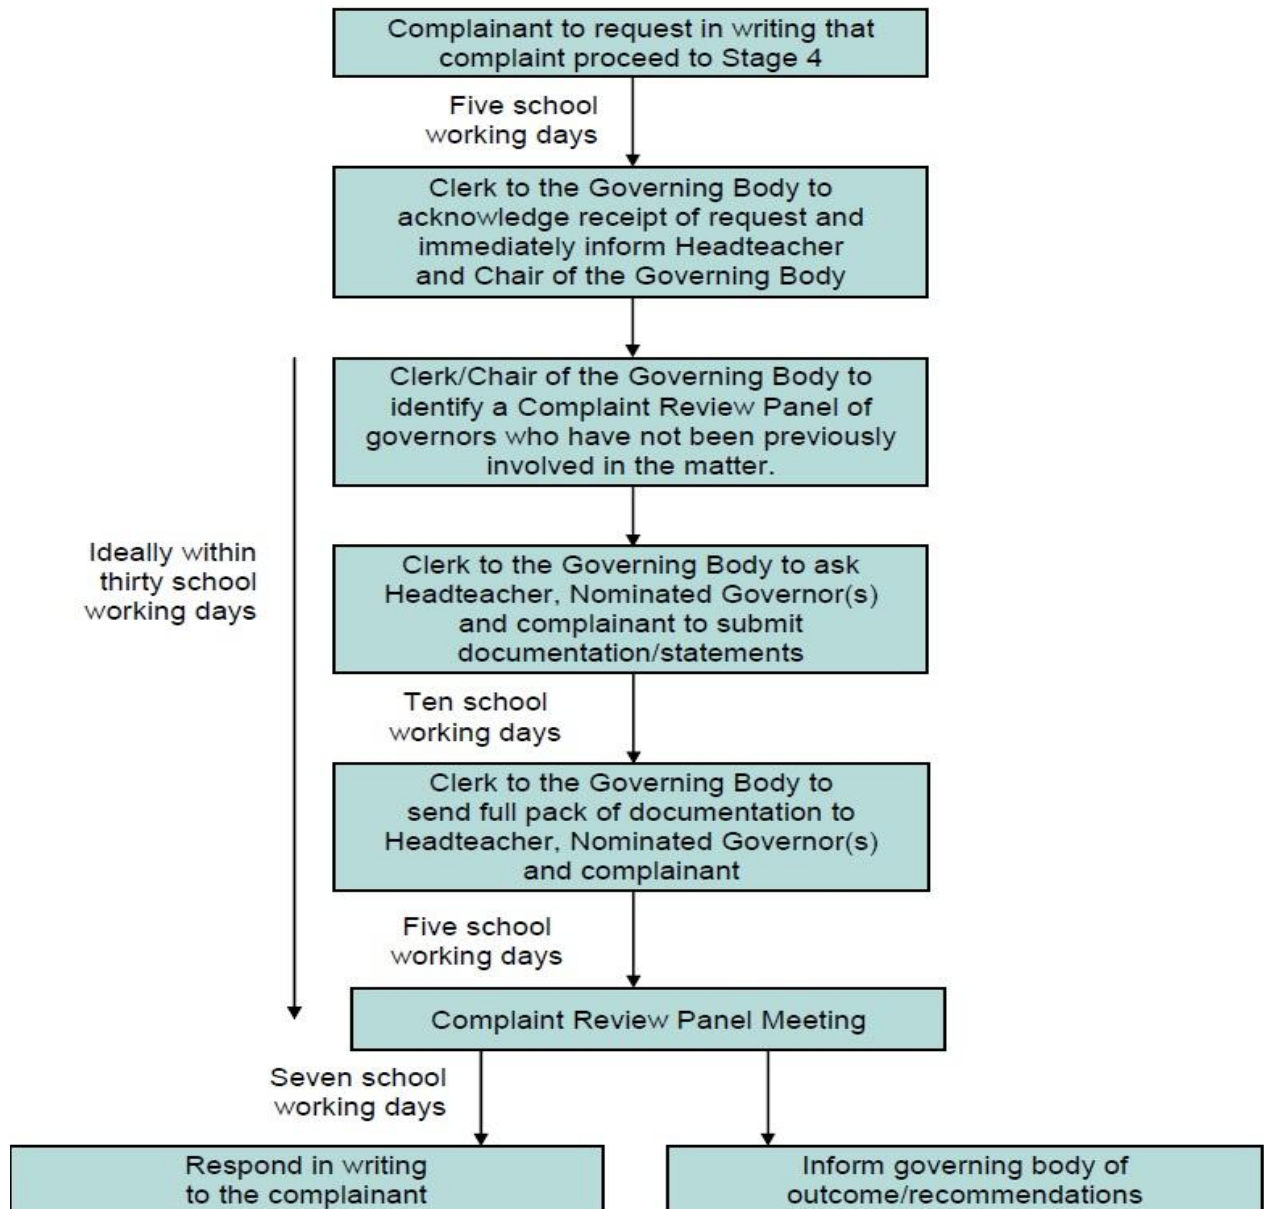 Complainant to request in writing that
complaint proceed to Stage 4
Five school
working days
Clerk to the Governing Body to
acknowledge receipt of request and
immediately inform Headteacher
and Chair of the Governing Body
Clerk/Chair of the Governing Body to
identify a Complaint Review Panel of
governors who have not been previously
involved in the matter.
Ideally within
thirty school
working days
Clerk to the Governing Body to ask
Headteacher, Nominated Governor(s)
and complainant to submit
documentation/statements
Ten school
working days
Clerk to the Governing Body to
send full pack of documentation to
Headteacher, Nominated Governor(s)
and complainant
Five school
working days
Complaint Review Panel Meeting
Seven school
working days
Respond in writing
to the complainant
Inform governing body of
outcome/recommendations